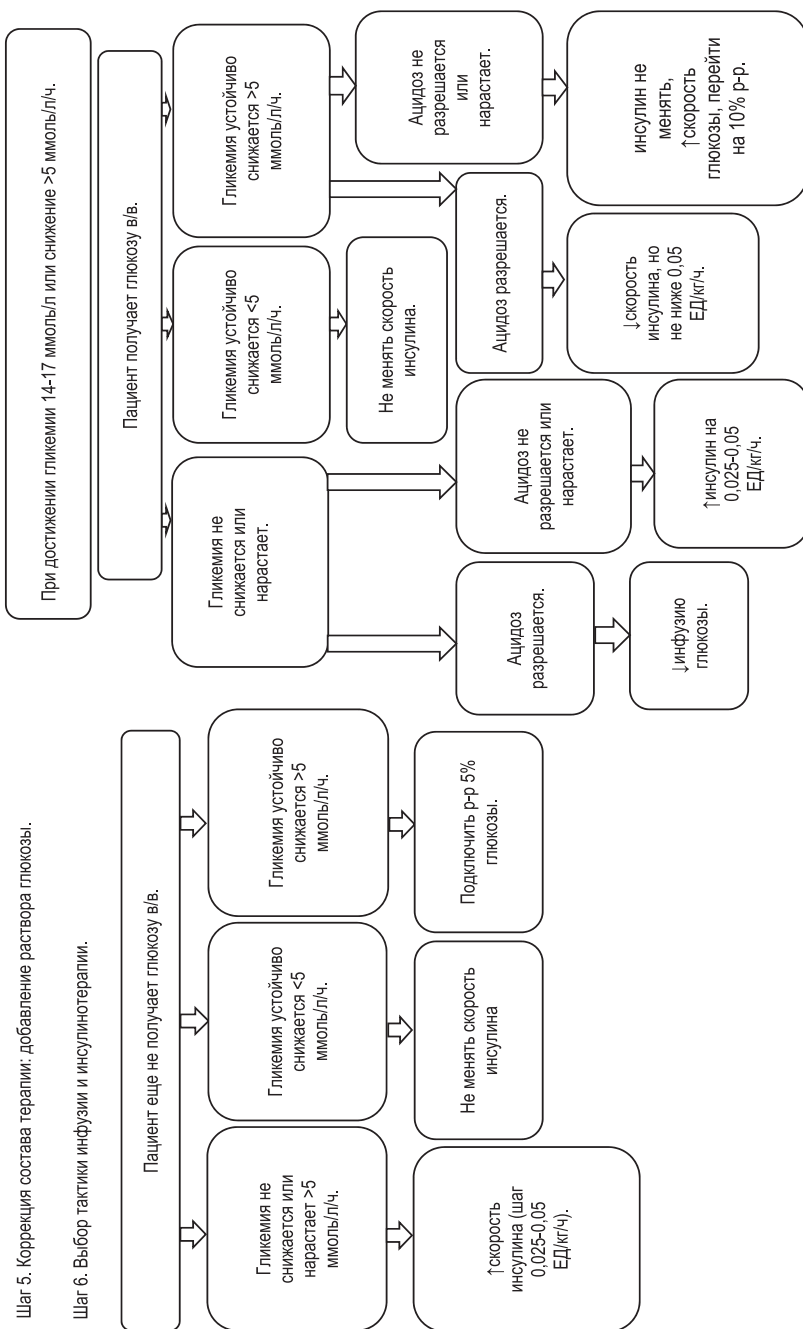 Шаг 5. Коррекция состава терапии: добавление раствора глюкозы.
При достижении гликемии 14-17 ммоль/л или снижение >5 ммоль/л/ч.
Шаг 6. Выбор тактики инфузии и инсулинотерапии.
Пациент еще не получает глюкозу в/в.
Гликемия не
снижается или
нарастает >5
ммоль/л/ч.
↑скорость
инсулина (шаг
0,025-0,05
ЕД/кг/ч).
Гликемия устойчиво
снижается <5
ммоль/л/ч.
Не менять скорость
инсулина
Гликемия устойчиво
снижается >5
ммоль/л/ч.
Подключить р-р 5%
глюкозы.
Пациент получает глюкозу в/в.
Гликемия не
снижается или
нарастает.
Ацидоз
разрешается.
↓инфузию
глюкозы.
Ацидоз не
разрешается или
нарастает.
↑инсулин на
0,025-0,05
ЕД/кг/ч.
Гликемия устойчиво
снижается <5
ммоль/л/ч.
Не менять скорость
инсулина.
Гликемия устойчиво
снижается >5
ммоль/л/ч.
Ацидоз разрешается.
↓скорость
инсулина, но
не ниже 0,05
ЕД/кг/ч.
Ацидоз не
разрешается
или
нарастает.
инсулин не
менять,
↑скорость
глюкозы, перейти
на 10% р-р.